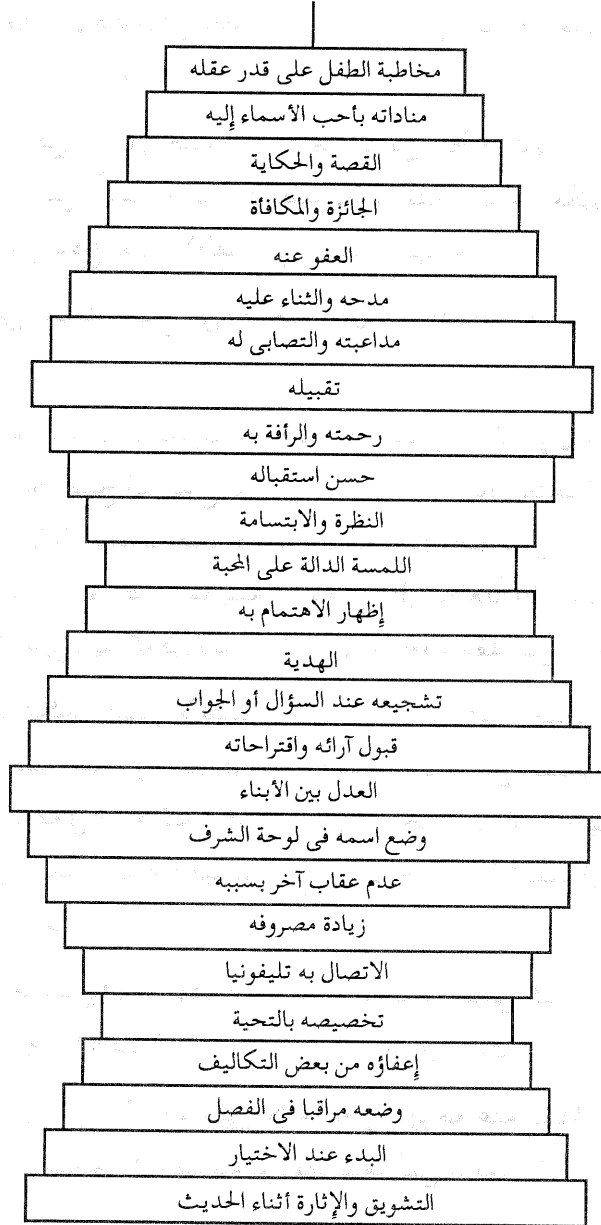 مخاطبة الطفل على قدر عقله
مناداته بأحب الأسماء إليه
القصة والحكاية
الجائزة والمكافأة
العفو عنه
مدحه والثناء عليه
مداعبته والتصابى له
تقبيله
رحمته والرأفة به
حسن استقباله
النظرة والابتسامة
اللمسة الدالة على المحبة
إظهار الاهتمام به
الهدية
تشجيعه عند السؤال أو الجواب
قبول آرائه واقتراحاته
العدل بين الأبناء
وضع اسمه فى لوحة الشرف
عدم عقاب آخر بسببه
زيادة مصروفه
الاتصال به تليفونيا
تخصيصه بالتحية
إعفاؤه من بعض التكاليف
وضعه مراقبا فى الفصل
البدء عند الاختيار
التشويق والإثارة أثناء الحديث